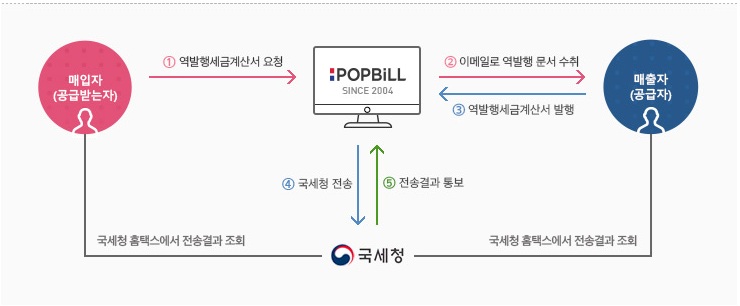 ① 역발행세금계산서 요청
② 이메일로 역발행 문서 수취
매입자
(공급받는자)
POPBiLL
SINCE 2004
매출자
(공급자)
③ 역발행세금계산서 발행
④ 국세청 전송
⑤ 전송결과 통보
국세청 홈택스에서 전송결과 조회
국세청 홈택스에서 전송결과 조회
국세청